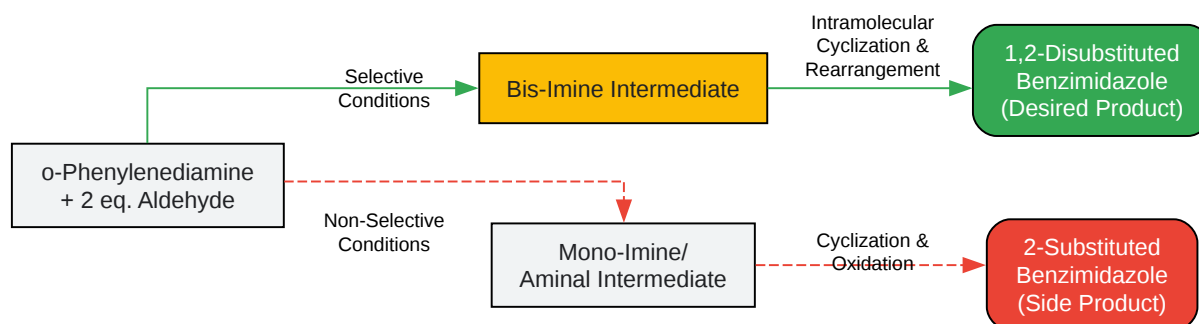 Intramolecular
Cyclization &
Rearrangement
1,2-Disubstituted
Benzimidazole
(Desired Product)
Selective
Conditions
Bis-Imine Intermediate
o-Phenylenediamine
+ 2 eq. Aldehyde
Non-Selective
Conditions
Mono-Imine/
Aminal Intermediate
Cyclization &
Oxidation
2-Substituted
Benzimidazole
(Side Product)